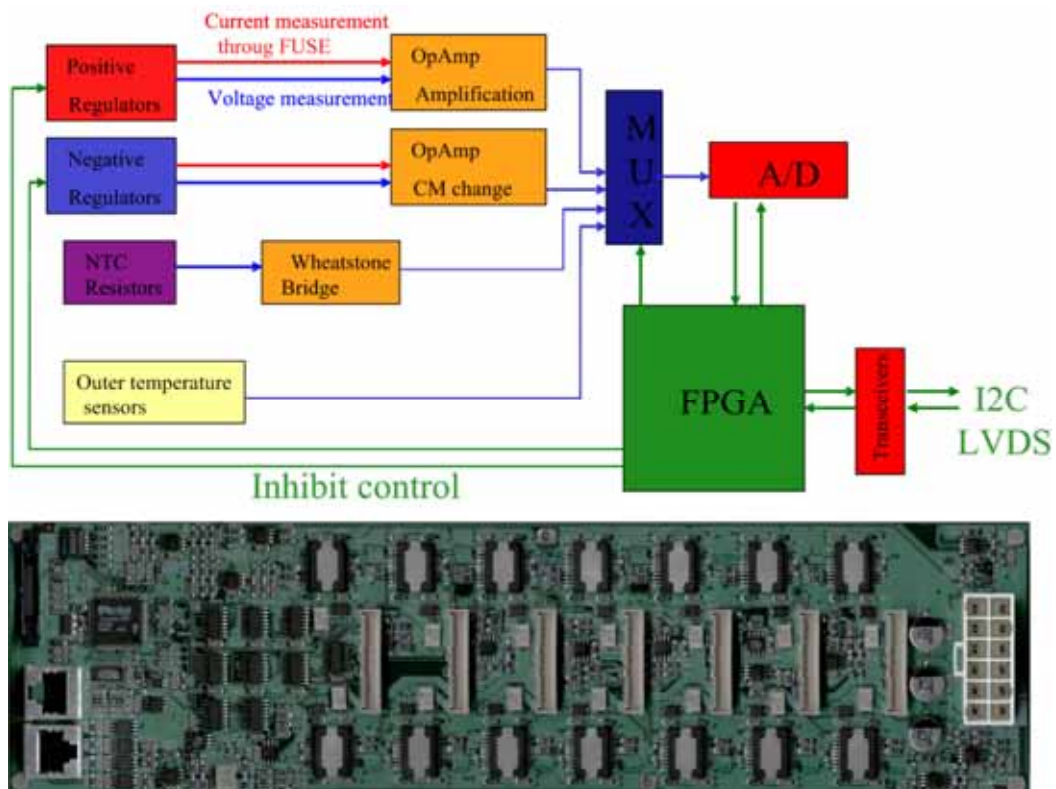 Current measurement
throug FUSE
Positive
Regulators
Voltage measurement
OpAmp
Amplification
Negative
Regulators
OpAmp
CM change
M
U
X
A/D
NTC
Resistors
Wheatstone
Bridge
Outer temperature
sensors
FPGA
Transceivers
I2C
LVDS
Inhibit control